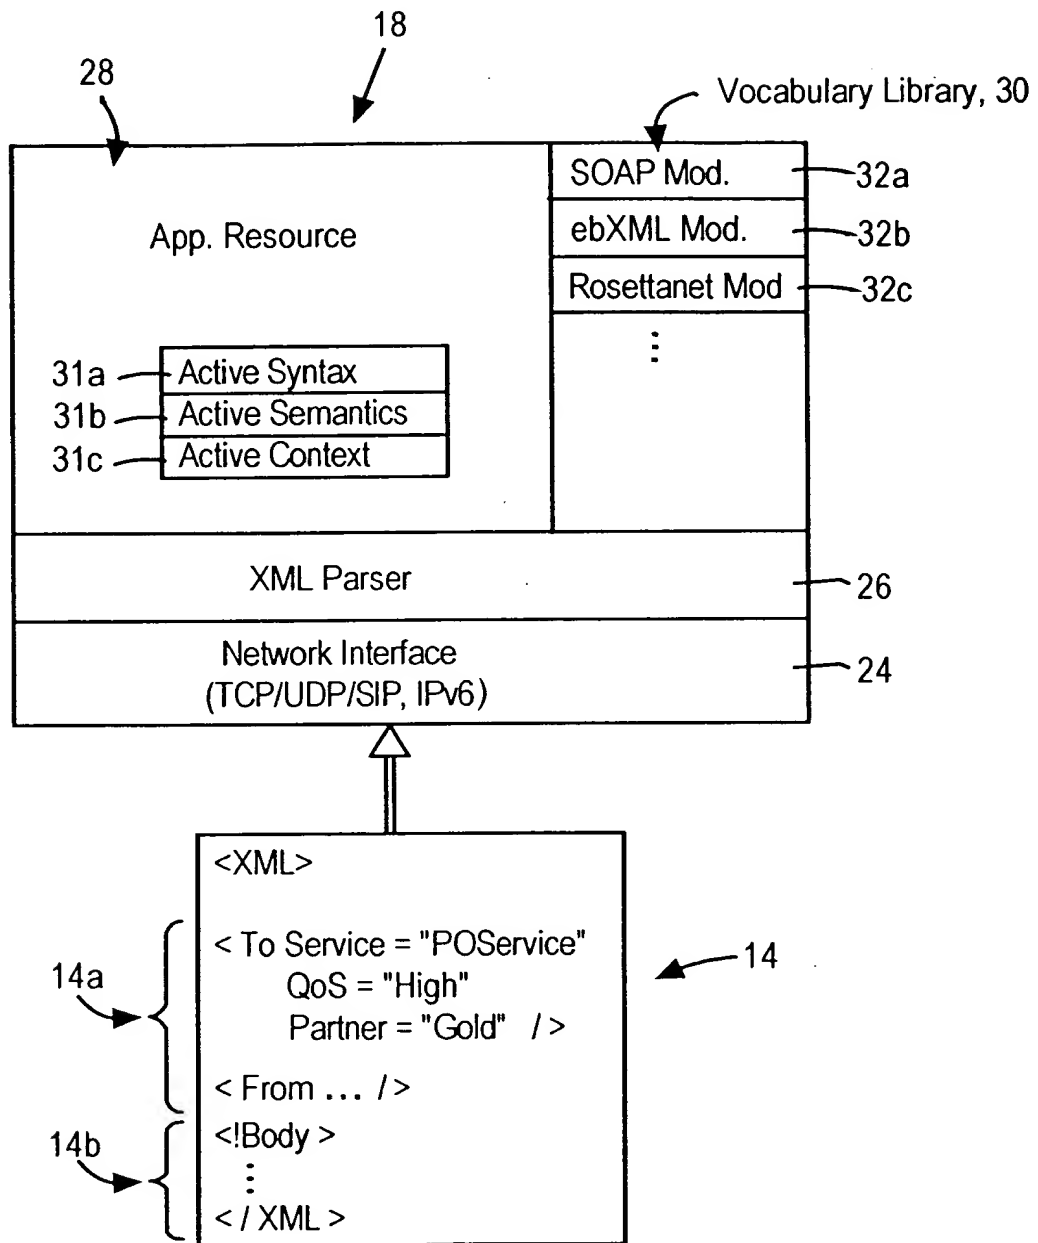 18
28
Vocabulary Library, 30
SOAP Mod.
32a
App. Resource
ebXML Mod.
32b
Rosettanet Mod
32c
⋮
31a
Active Syntax
31b
Active Semantics
31c
Active Context
XML Parser
26
Network Interface
(TCP/UDP/SIP, IPv6)
24
<XML>
< To Service = "POService"
QoS = "High"
Partner = "Gold" / >
14a
14
< From ... / >
<!Body >
14b
⋮
< / XML >